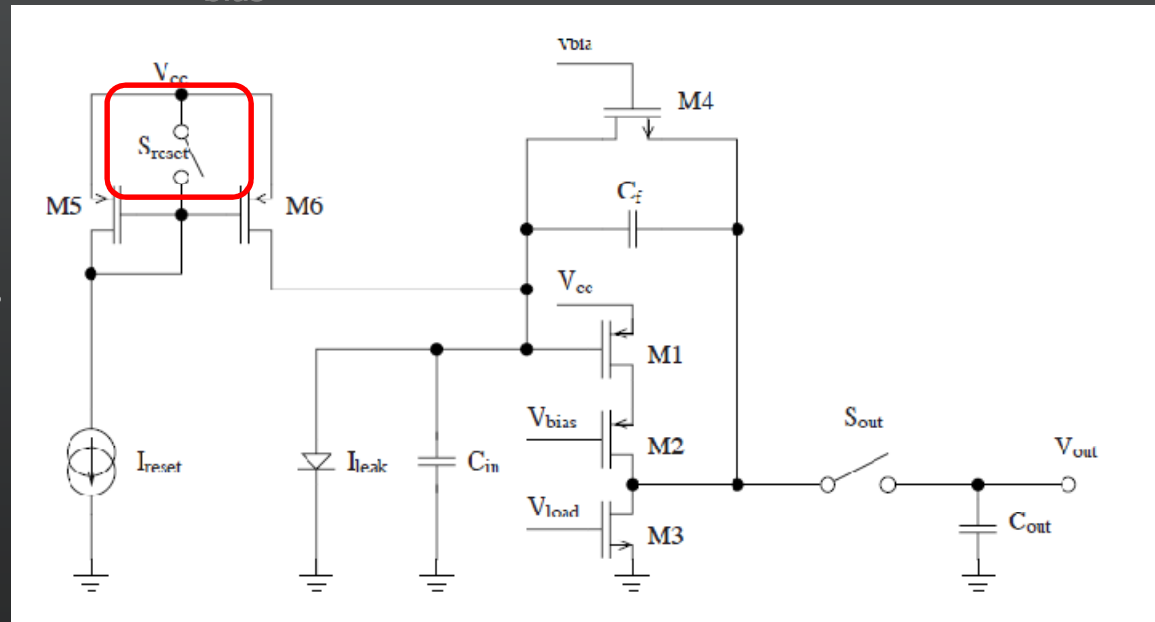 bias
Vbia
Vcc
M4
Sreset
Cf
M5
M6
Vcc
M1
Vbias
Sout
M2
Vout
Ireset
Ileak
Cin
Vload
M3
Cout